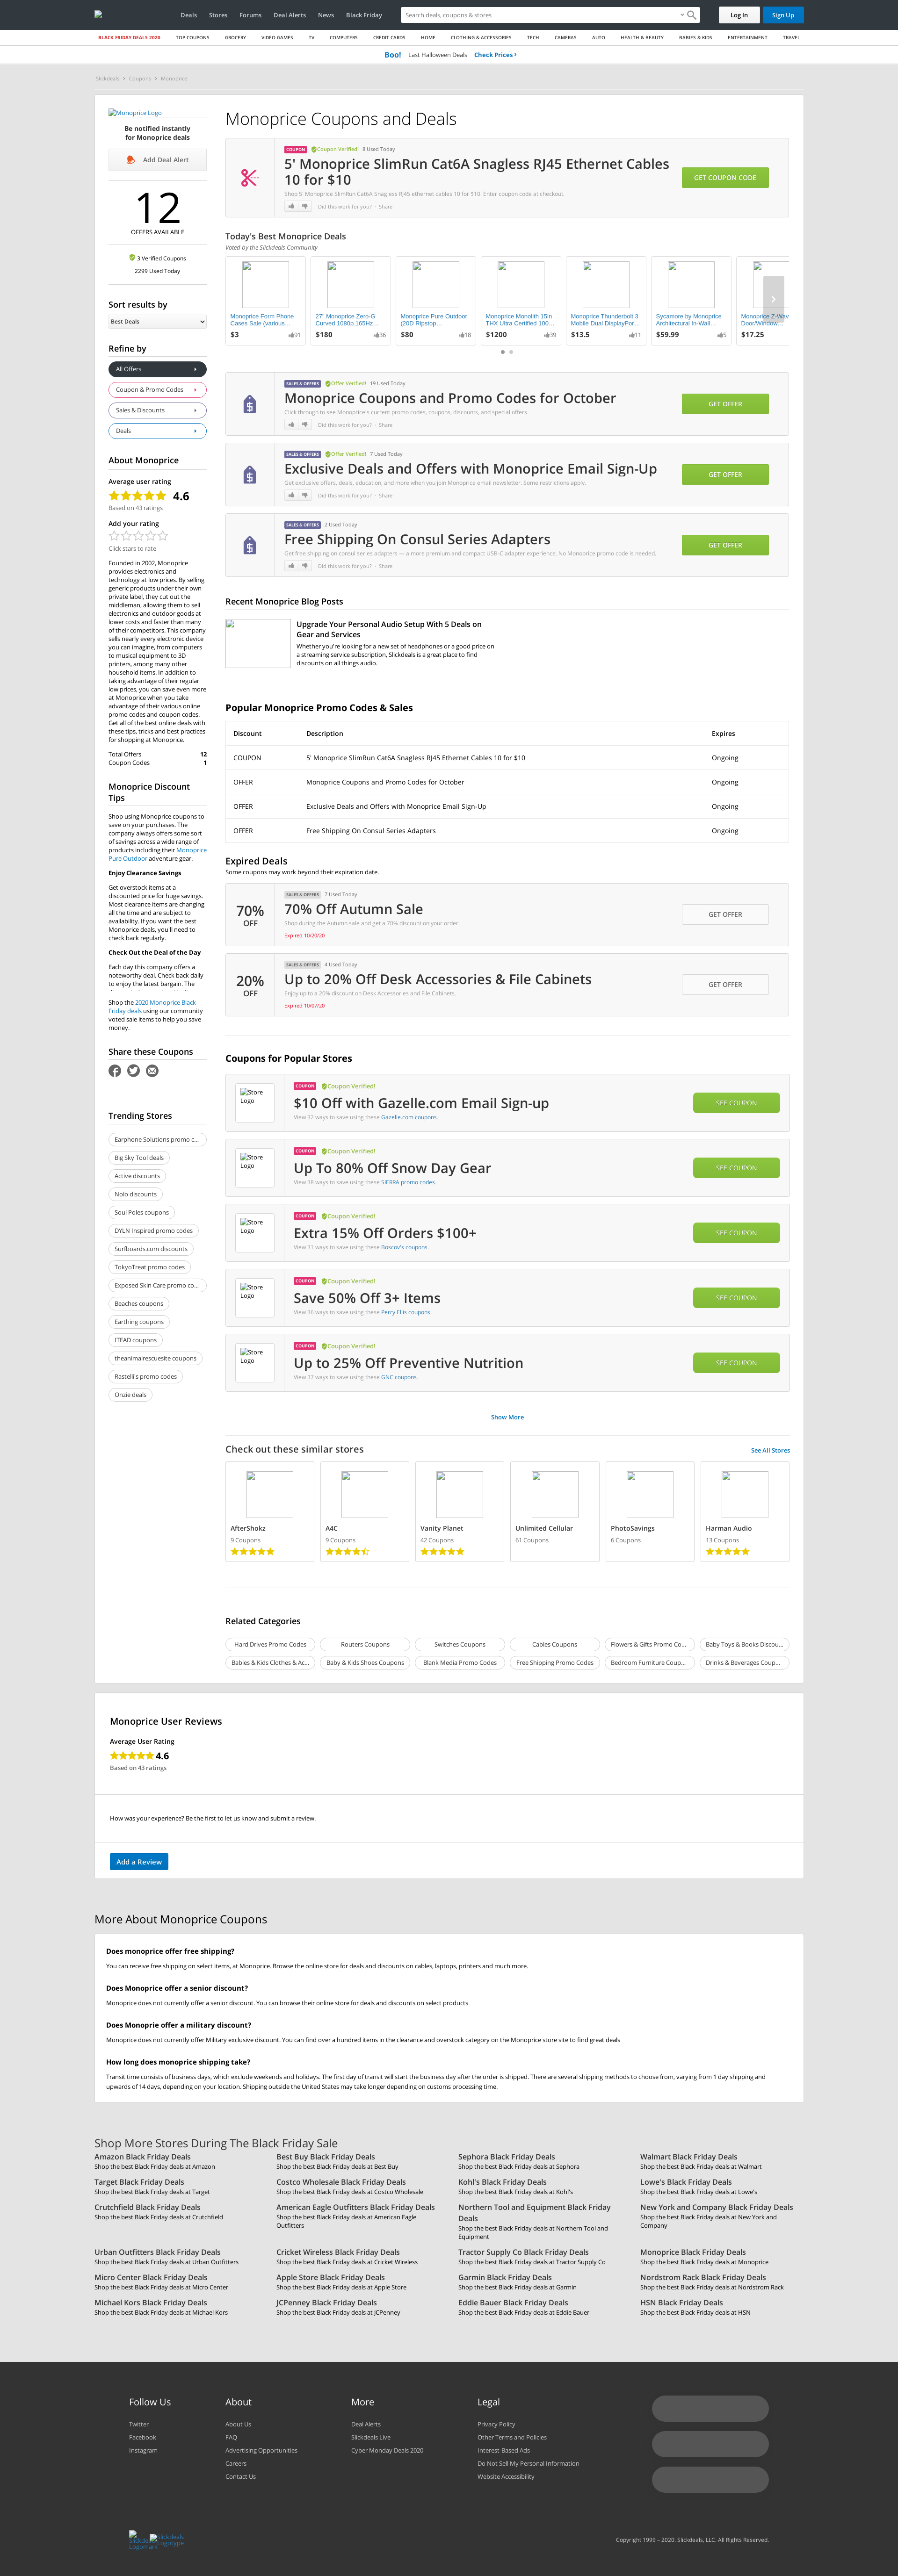 Deals Stores Forums Deal Alerts News Black Friday
Search deals, coupons & stores
Log In
Sign Up
BLACK FRIDAY DEALS 2020 TOP COUPONS GROCERY VIDEO GAMES TV COMPUTERS CREDIT CARDS HOME CLOTHING & ACCESSORIES TECH CAMERAS AUTO HEALTH & BEAUTY BABIES & KIDS ENTERTAINMENT TRAVEL
Boo! Last Halloween Deals Check Prices
Slickdeals Coupons Monoprice
Monoprice Logo
Be notified instantly
for Monoprice deals
Add Deal Alert
12
OFFERS AVAILABLE
3 Verified Coupons
2299 Used Today
Sort results by
Best Deals
Refine by
All Offers
Coupon & Promo Codes
Sales & Discounts
Deals
About Monoprice
Average user rating
4.6
Based on 43 ratings
Add your rating
Click stars to rate
Founded in 2002, Monoprice
provides electronics and
technology at low prices. By selling
generic products under their own
private label, they cut out the
middleman, allowing them to sell
electronics and outdoor goods at
lower costs and faster than many
of their competitors. This company
sells nearly every electronic device
you can imagine, from computers
to musical equipment to 3D
printers, among many other
household items. In addition to
taking advantage of their regular
low prices, you can save even more
at Monoprice when you take
advantage of their various online
promo codes and coupon codes.
Get all of the best online deals with
these tips, tricks and best practices
for shopping at Monoprice.
Total Offers 12
Coupon Codes 1
Monoprice Discount
Tips
Shop using Monoprice coupons to
save on your purchases. The
company always offers some sort
of savings across a wide range of
products including their Monoprice
Pure Outdoor adventure gear.
Enjoy Clearance Savings
Get overstock items at a
discounted price for huge savings.
Most clearance items are changing
all the time and are subject to
availability. If you want the best
Monoprice deals, you'll need to
check back regularly.
Check Out the Deal of the Day
Each day this company offers a
noteworthy deal. Check back daily
to enjoy the latest bargain. The
Shop the 2020 Monoprice Black
Friday deals using our community
voted sale items to help you save
money.
Share these Coupons
Trending Stores
Earphone Solutions promo c...
Big Sky Tool deals
Active discounts
Nolo discounts
Soul Poles coupons
DYLN Inspired promo codes
Surfboards.com discounts
TokyoTreat promo codes
Exposed Skin Care promo co...
Beaches coupons
Earthing coupons
ITEAD coupons
theanimalrescuesite coupons
Rastelli's promo codes
Onzie deals
Monoprice Coupons and Deals
COUPON Coupon Verified! 8 Used Today
5' Monoprice SlimRun Cat6A Snagless RJ45 Ethernet Cables
10 for $10
Shop 5' Monoprice SlimRun Cat6A Snagless RJ45 ethernet cables 10 for $10. Enter coupon code at checkout.
Did this work for you? · Share
GET COUPON CODE
Today's Best Monoprice Deals
Voted by the Slickdeals Community
Monoprice Form Phone
Cases Sale (various...
$3 91
27" Monoprice Zero-G
Curved 1080p 165Hz...
$180 36
Monoprice Pure Outdoor
(20D Ripstop...
$80 18
Monoprice Monolith 15in
THX Ultra Certified 100...
$1200 39
Monoprice Thunderbolt 3
Mobile Dual DisplayPor...
$13.5 11
Sycamore by Monoprice
Architectural In-Wall...
$59.99 5
Monoprice Z-Wav
Door/Window...
$17.25
SALES & OFFERS Offer Verified! 19 Used Today
Monoprice Coupons and Promo Codes for October
Click through to see Monoprice's current promo codes, coupons, discounts, and special offers.
Did this work for you? · Share
GET OFFER
SALES & OFFERS Offer Verified! 7 Used Today
Exclusive Deals and Offers with Monoprice Email Sign-Up
Get exclusive offers, deals, education, and more when you join Monoprice email newsletter. Some restrictions apply.
Did this work for you? · Share
GET OFFER
SALES & OFFERS 2 Used Today
Free Shipping On Consul Series Adapters
Get free shipping on consul series adapters — a more premium and compact USB-C adapter experience. No Monoprice promo code is needed.
Did this work for you? · Share
GET OFFER
Recent Monoprice Blog Posts
Upgrade Your Personal Audio Setup With 5 Deals on
Gear and Services
Whether you're looking for a new set of headphones or a good price on
a streaming service subscription, Slickdeals is a great place to find
discounts on all things audio.
Popular Monoprice Promo Codes & Sales
Discount Description Expires
COUPON 5' Monoprice SlimRun Cat6A Snagless RJ45 Ethernet Cables 10 for $10 Ongoing
OFFER Monoprice Coupons and Promo Codes for October Ongoing
OFFER Exclusive Deals and Offers with Monoprice Email Sign-Up Ongoing
OFFER Free Shipping On Consul Series Adapters Ongoing
Expired Deals
Some coupons may work beyond their expiration date.
70%
OFF
SALES & OFFERS 7 Used Today
70% Off Autumn Sale
Shop during the Autumn sale and get a 70% discount on your order.
Expired 10/20/20
GET OFFER
20%
OFF
SALES & OFFERS 4 Used Today
Up to 20% Off Desk Accessories & File Cabinets
Enjoy up to a 20% discount on Desk Accessories and File Cabinets.
Expired 10/07/20
GET OFFER
Coupons for Popular Stores
Store
Logo
COUPON Coupon Verified!
$10 Off with Gazelle.com Email Sign-up
View 32 ways to save using these Gazelle.com coupons.
SEE COUPON
Store
Logo
COUPON Coupon Verified!
Up To 80% Off Snow Day Gear
View 38 ways to save using these SIERRA promo codes.
SEE COUPON
Store
Logo
COUPON Coupon Verified!
Extra 15% Off Orders $100+
View 31 ways to save using these Boscov's coupons.
SEE COUPON
Store
Logo
COUPON Coupon Verified!
Save 50% Off 3+ Items
View 36 ways to save using these Perry Ellis coupons.
SEE COUPON
Store
Logo
COUPON Coupon Verified!
Up to 25% Off Preventive Nutrition
View 37 ways to save using these GNC coupons.
SEE COUPON
Show More
Check out these similar stores
See All Stores
AfterShokz
9 Coupons
A4C
9 Coupons
Vanity Planet
42 Coupons
Unlimited Cellular
61 Coupons
PhotoSavings
6 Coupons
Harman Audio
13 Coupons
Related Categories
Hard Drives Promo Codes Routers Coupons Switches Coupons Cables Coupons Flowers & Gifts Promo Co... Baby Toys & Books Discou...
Babies & Kids Clothes & Ac... Baby & Kids Shoes Coupons Blank Media Promo Codes Free Shipping Promo Codes Bedroom Furniture Coup... Drinks & Beverages Coup...
Monoprice User Reviews
Average User Rating
4.6
Based on 43 ratings
How was your experience? Be the first to let us know and submit a review.
Add a Review
More About Monoprice Coupons
Does monoprice offer free shipping?
You can receive free shipping on select items, at Monoprice. Browse the online store for deals and discounts on cables, laptops, printers and much more.
Does Monoprice offer a senior discount?
Monoprice does not currently offer a senior discount. You can browse their online store for deals and discounts on select products
Does Monoprie offer a military discount?
Monoprice does not currently offer Military exclusive discount. You can find over a hundred items in the clearance and overstock category on the Monoprice store site to find great deals
How long does monoprice shipping take?
Transit time consists of business days, which exclude weekends and holidays. The first day of transit will start the business day after the order is shipped. There are several shipping methods to choose from, varying from 1 day shipping and
upwards of 14 days, depending on your location. Shipping outside the United States may take longer depending on customs processing time.
Shop More Stores During The Black Friday Sale
Amazon Black Friday Deals
Shop the best Black Friday deals at Amazon
Best Buy Black Friday Deals
Shop the best Black Friday deals at Best Buy
Sephora Black Friday Deals
Shop the best Black Friday deals at Sephora
Walmart Black Friday Deals
Shop the best Black Friday deals at Walmart
Target Black Friday Deals
Shop the best Black Friday deals at Target
Costco Wholesale Black Friday Deals
Shop the best Black Friday deals at Costco Wholesale
Kohl's Black Friday Deals
Shop the best Black Friday deals at Kohl's
Lowe's Black Friday Deals
Shop the best Black Friday deals at Lowe's
Crutchfield Black Friday Deals
Shop the best Black Friday deals at Crutchfield
American Eagle Outfitters Black Friday Deals
Shop the best Black Friday deals at American Eagle
Outfitters
Northern Tool and Equipment Black Friday
Deals
Shop the best Black Friday deals at Northern Tool and
Equipment
New York and Company Black Friday Deals
Shop the best Black Friday deals at New York and
Company
Urban Outfitters Black Friday Deals
Shop the best Black Friday deals at Urban Outfitters
Cricket Wireless Black Friday Deals
Shop the best Black Friday deals at Cricket Wireless
Tractor Supply Co Black Friday Deals
Shop the best Black Friday deals at Tractor Supply Co
Monoprice Black Friday Deals
Shop the best Black Friday deals at Monoprice
Micro Center Black Friday Deals
Shop the best Black Friday deals at Micro Center
Apple Store Black Friday Deals
Shop the best Black Friday deals at Apple Store
Garmin Black Friday Deals
Shop the best Black Friday deals at Garmin
Nordstrom Rack Black Friday Deals
Shop the best Black Friday deals at Nordstrom Rack
Michael Kors Black Friday Deals
Shop the best Black Friday deals at Michael Kors
JCPenney Black Friday Deals
Shop the best Black Friday deals at JCPenney
Eddie Bauer Black Friday Deals
Shop the best Black Friday deals at Eddie Bauer
HSN Black Friday Deals
Shop the best Black Friday deals at HSN
Follow Us
Twitter
Facebook
Instagram
About
About Us
FAQ
Advertising Opportunities
Careers
Contact Us
More
Deal Alerts
Slickdeals Live
Cyber Monday Deals 2020
Legal
Privacy Policy
Other Terms and Policies
Interest-Based Ads
Do Not Sell My Personal Information
Website Accessibility
Slickdeals
Logotype
Copyright 1999 – 2020. Slickdeals, LLC. All Rights Reserved.